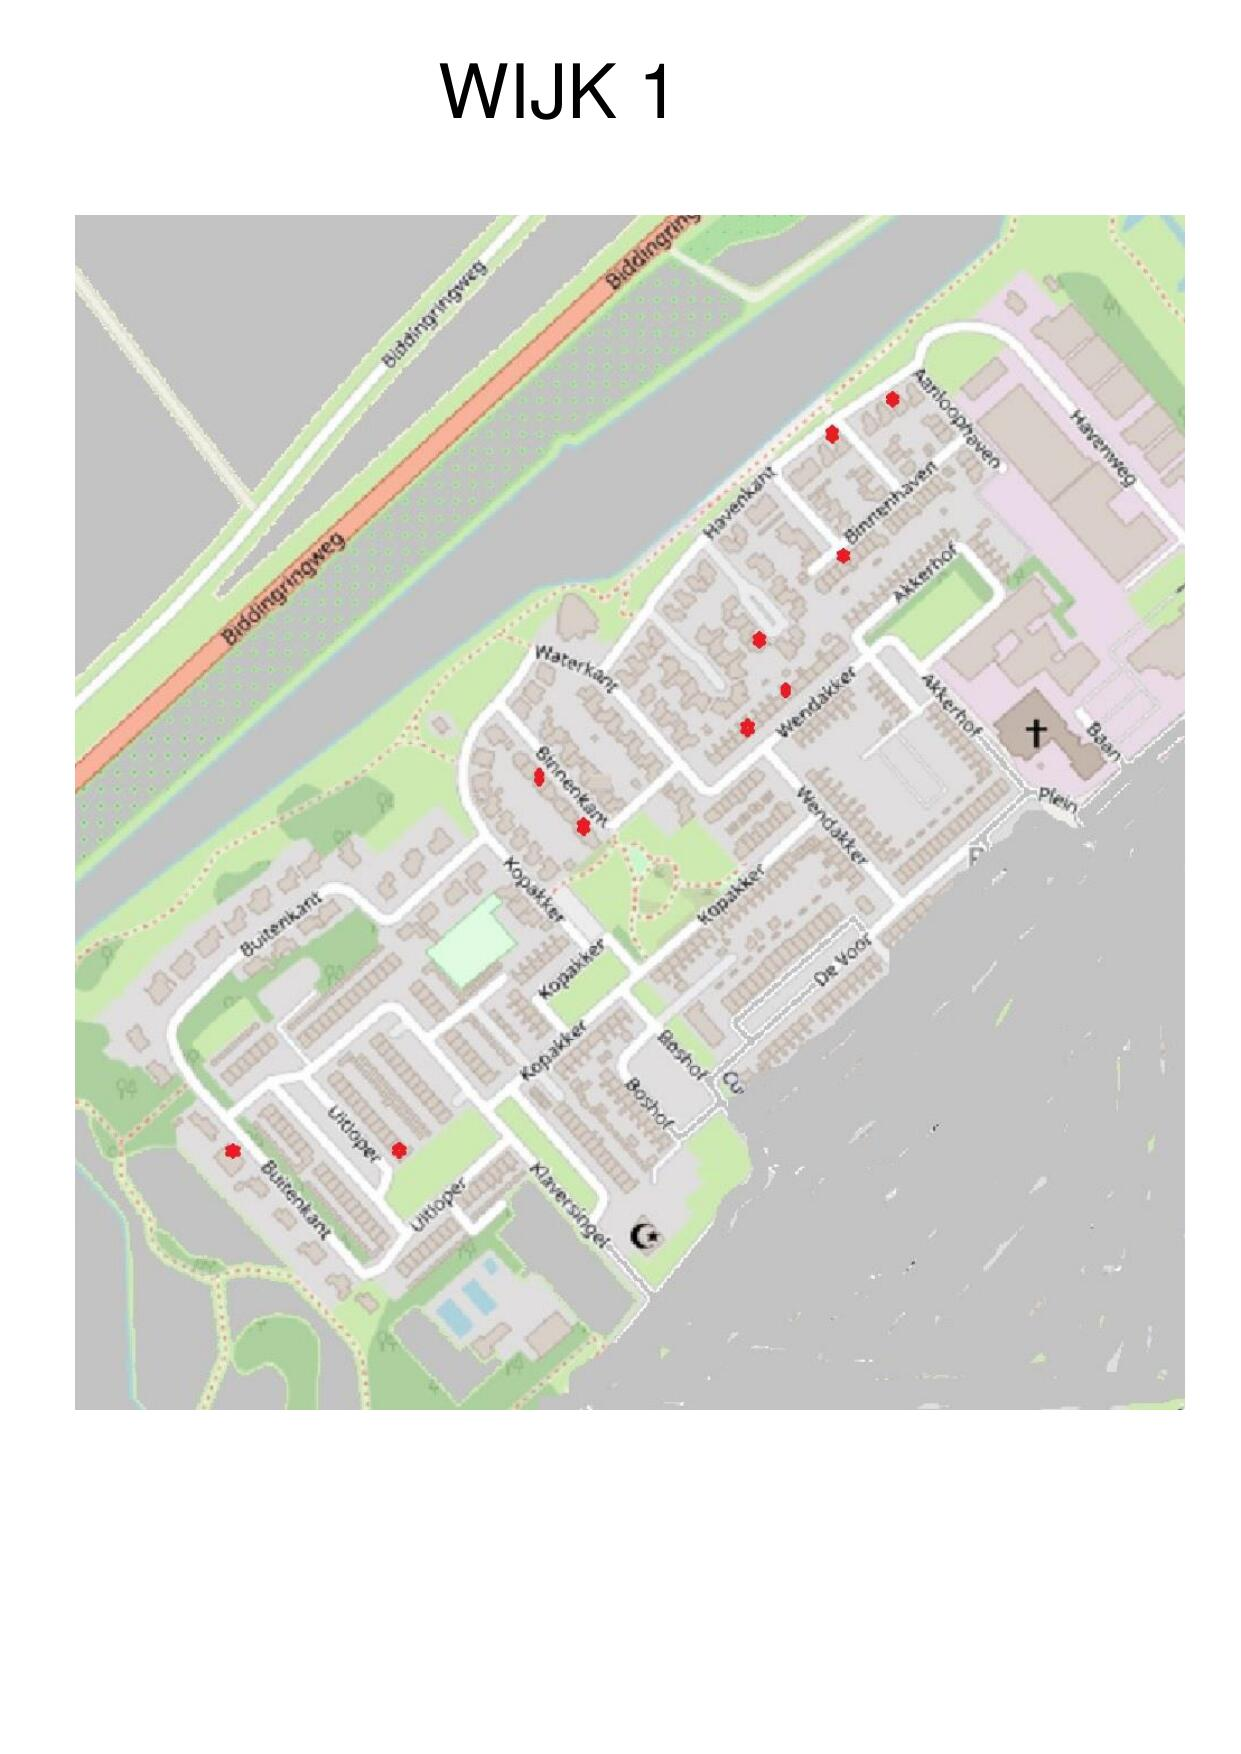 WIJK 1
Biddingring
Biddingringweg
Aanloophaven
Havenweg
Havenkant
Binnenhaven
Biddingringweg
Akkerhof
Waterkant
Wendakker
Akkerhof
Baan
Binnenkant
Plein
Wendakker
Kopakker
Kopakker
Buitenkant
Kopakker
De Voor
Kopakker
Boshof
Cu
Boshof
Uitloper
Buitenkant
Uitloper
Klaversingel